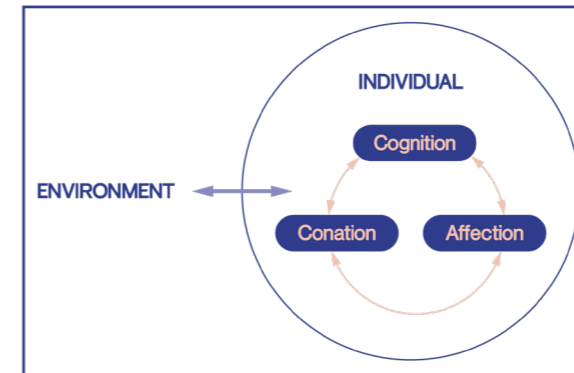 INDIVIDUAL
Cognition
ENVIRONMENT
Conation
Affection